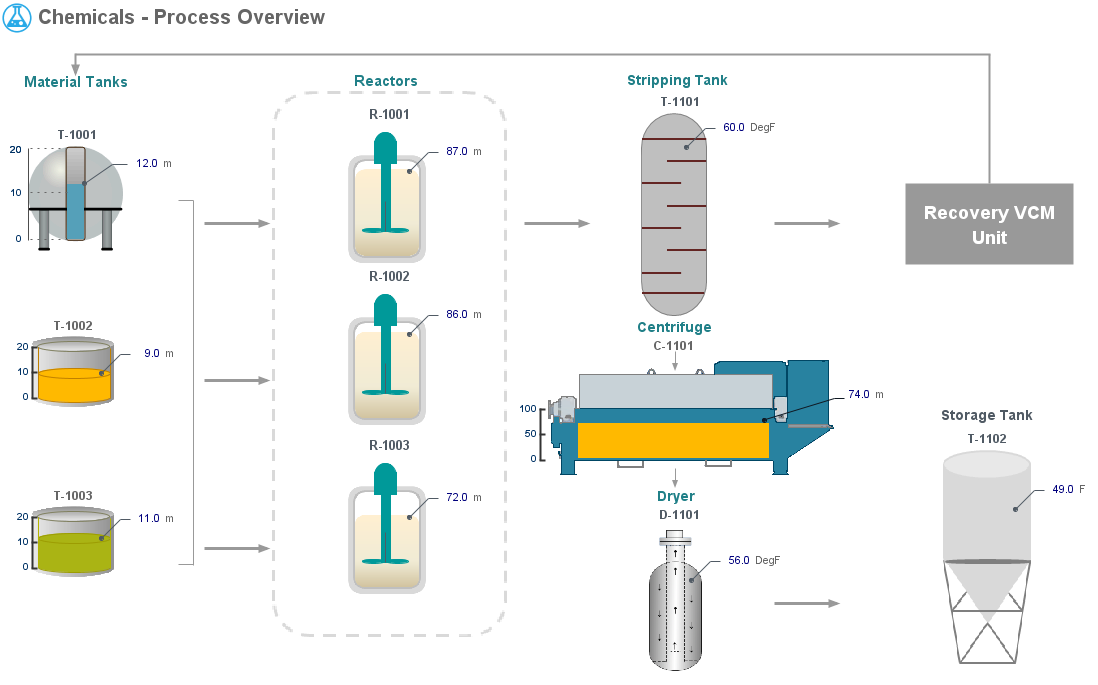 Chemicals - Process Overview
Material Tanks
Reactors
Stripping Tank
T-1001
20
10
0
12.0 m
T-1002
20
10
0
9.0 m
T-1003
20
10
0
11.0 m
R-1001
87.0 m
R-1002
86.0 m
R-1003
72.0 m
T-1101
60.0 DegF
Recovery VCM
Unit
Centrifuge
C-1101
100
50
0
74.0 m
Dryer
D-1101
56.0 DegF
Storage Tank
T-1102
49.0 F